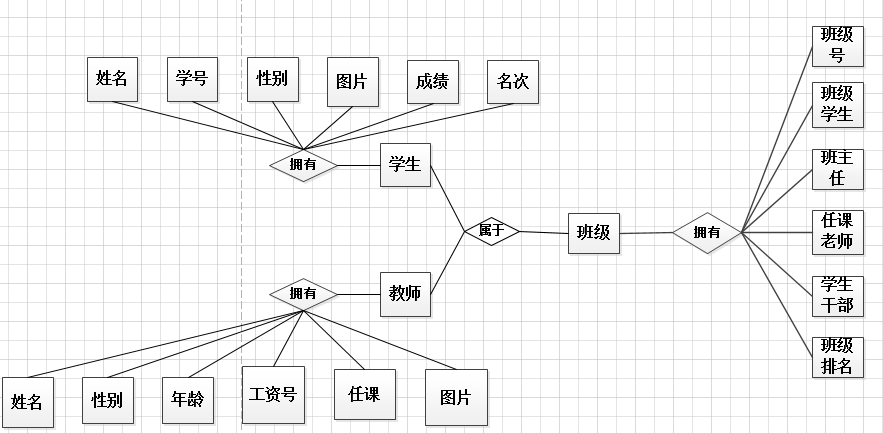 姓名
学号
性别
图片
成绩
名次
拥有
学生
属于
班级
拥有
班级
号
班级
学生
班主
任
任课
老师
学生
干部
班级
排名
拥有
教师
姓名
性别
年龄
工资号
任课
图片